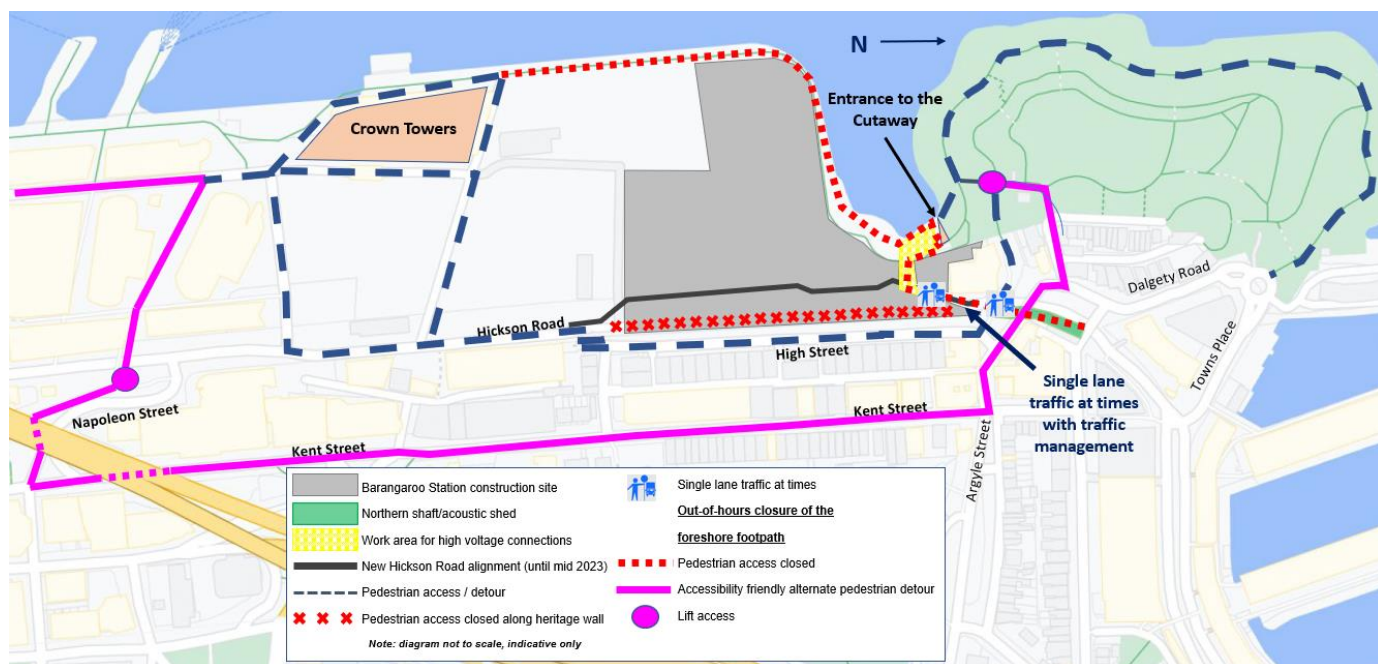 N
Entrance to the
Cutaway
Crown Towers
Dalgety Road
Hickson Road
High Street
Towns Place
Single lane
traffic at times
with traffic
management
Napoleon Street
Kent Street
Kent Street
Argyle Street
Barangaroo Station construction site
Northern shaft/acoustic shed
Work area for high voltage connections
New Hickson Road alignment (until mid 2023)
Pedestrian access / detour
Pedestrian access closed along heritage wall
Note: diagram not to scale, indicative only
Single lane traffic at times
Out-of-hours closure of the
foreshore footpath
Pedestrian access closed
Accessibility friendly alternate pedestrian detour
Lift access